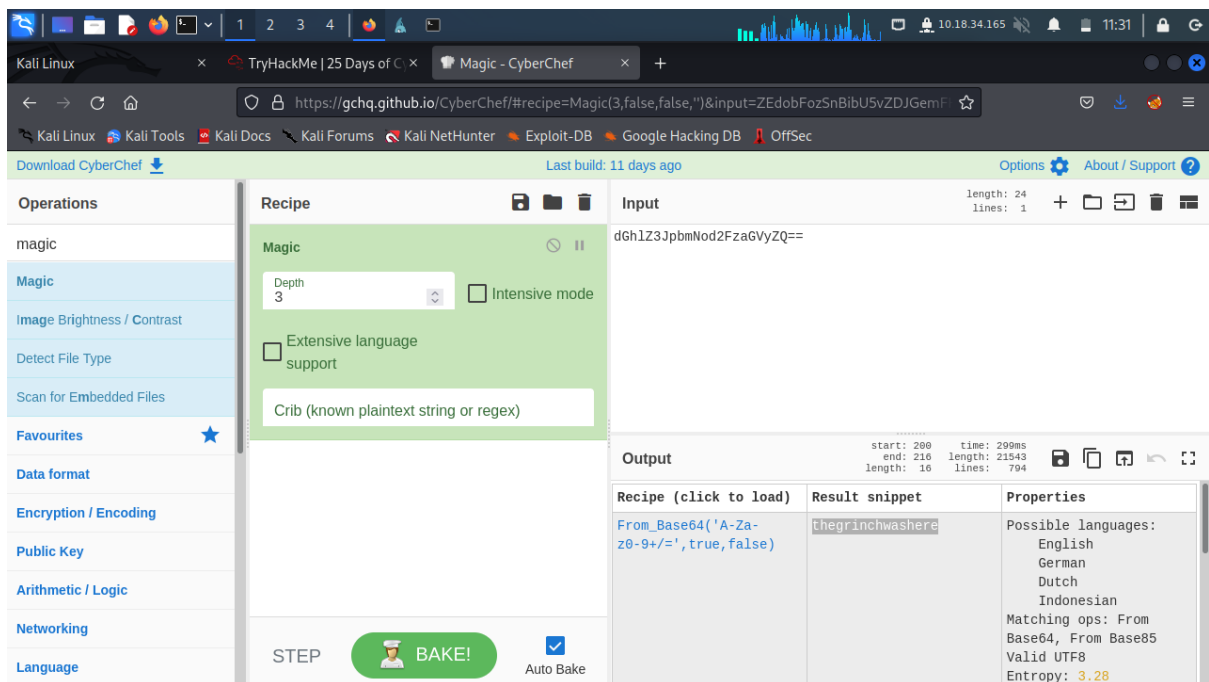 1 2 3 4
10.18.34.165
11:31
Kali Linux
TryHackMe | 25 Days of Cy
Magic - CyberChef
https://gchq.github.io/CyberChef/#recipe=Magic(3,false,false,'')&input=ZEdobFozSnBibU5vZDJGemF
Kali Linux Kali Tools Kali Docs Kali Forums Kali NetHunter Exploit-DB Google Hacking DB OffSec
Download CyberChef Last build: 11 days ago Options About / Support
Operations Recipe Input length: 24
lines: 1
magic
Magic
Image Brightness / Contrast
Detect File Type
Scan for Embedded Files
Favourites
Data format
Encryption / Encoding
Public Key
Arithmetic / Logic
Networking
Language
Magic
Depth
3
Intensive mode
Extensive language
support
Crib (known plaintext string or regex)
STEP BAKE! Auto Bake
dGhlZ3JpbmNod2FzaGVyZQ==
Output
start: 200 time: 299ms
end: 216 length: 21543
length: 16 lines: 794
Recipe (click to load) Result snippet Properties
From_Base64('A-Za-
z0-9+/=',true,false)
thegrinchwashere
Possible languages:
English
German
Dutch
Indonesian
Matching ops: From
Base64, From Base85
Valid UTF8
Entropy: 3.28